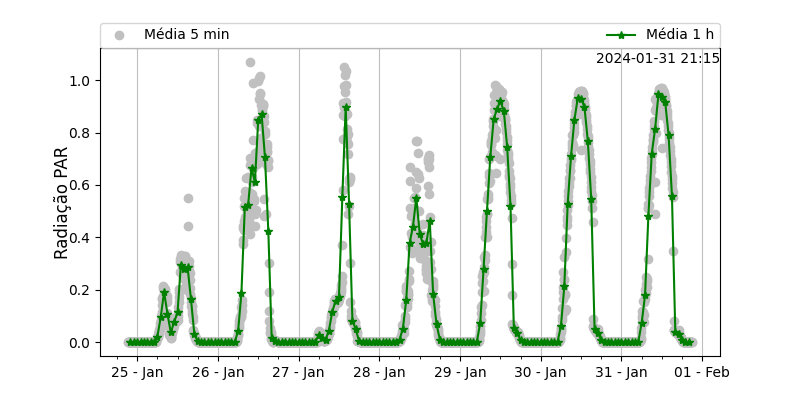 Média 5 min
Média 1 h
2024-01-31 21:15
Radiação PAR
1.0
0.8
0.6
0.4
0.2
0.0
25 - Jan
26 - Jan
27 - Jan
28 - Jan
29 - Jan
30 - Jan
31 - Jan
01 - Feb